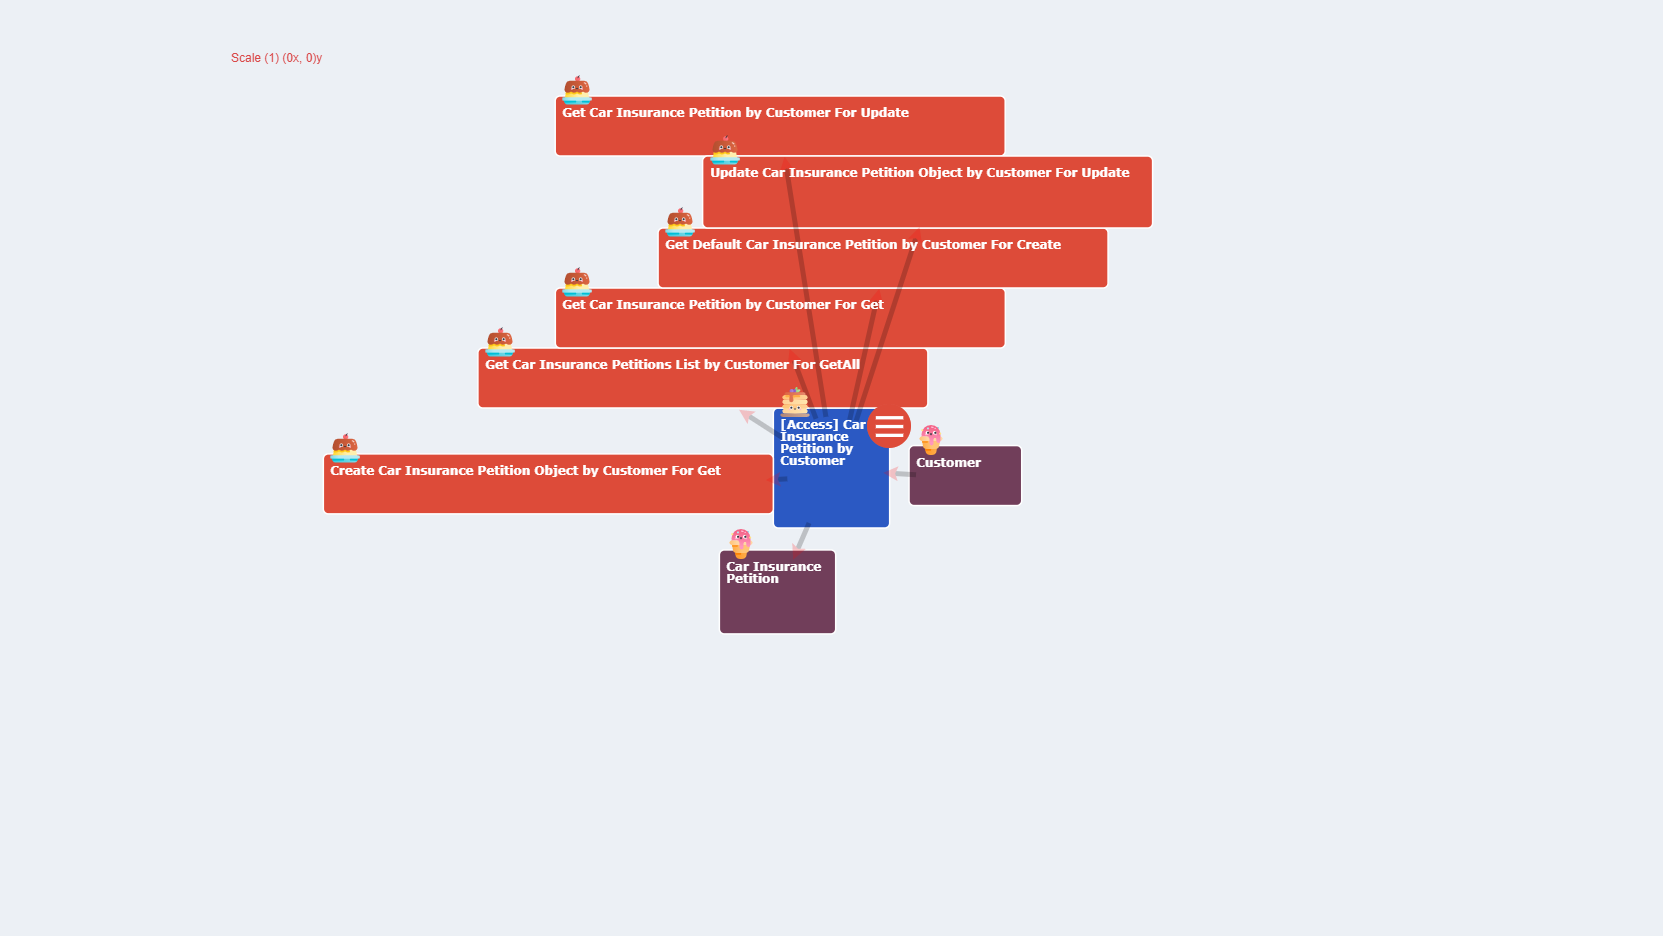 Scale (1) (0x, 0)y
Get Car Insurance Petition by Customer For Update
Update Car Insurance Petition Object by Customer For Update
Get Default Car Insurance Petition by Customer For Create
Get Car Insurance Petition by Customer For Get
Get Car Insurance Petitions List by Customer For GetAll
[Access] Car
Insurance
Petition by
Customer
Customer
Create Car Insurance Petition Object by Customer For Get
Car Insurance
Petition